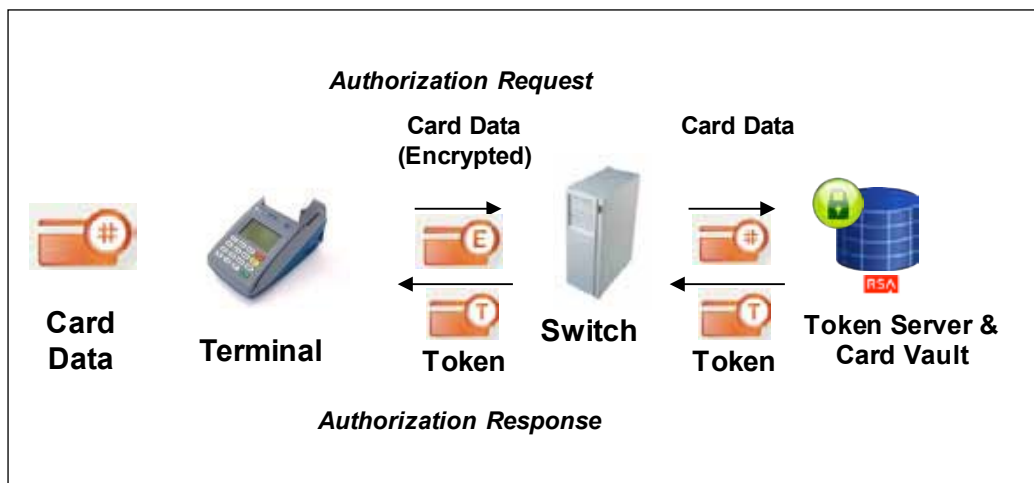 Authorization Request
Card Data
(Encrypted)
Card Data
#
E
#
RSA
T
T
Card
Data
Terminal
Token
Switch
Token
Token Server &
Card Vault
Authorization Response